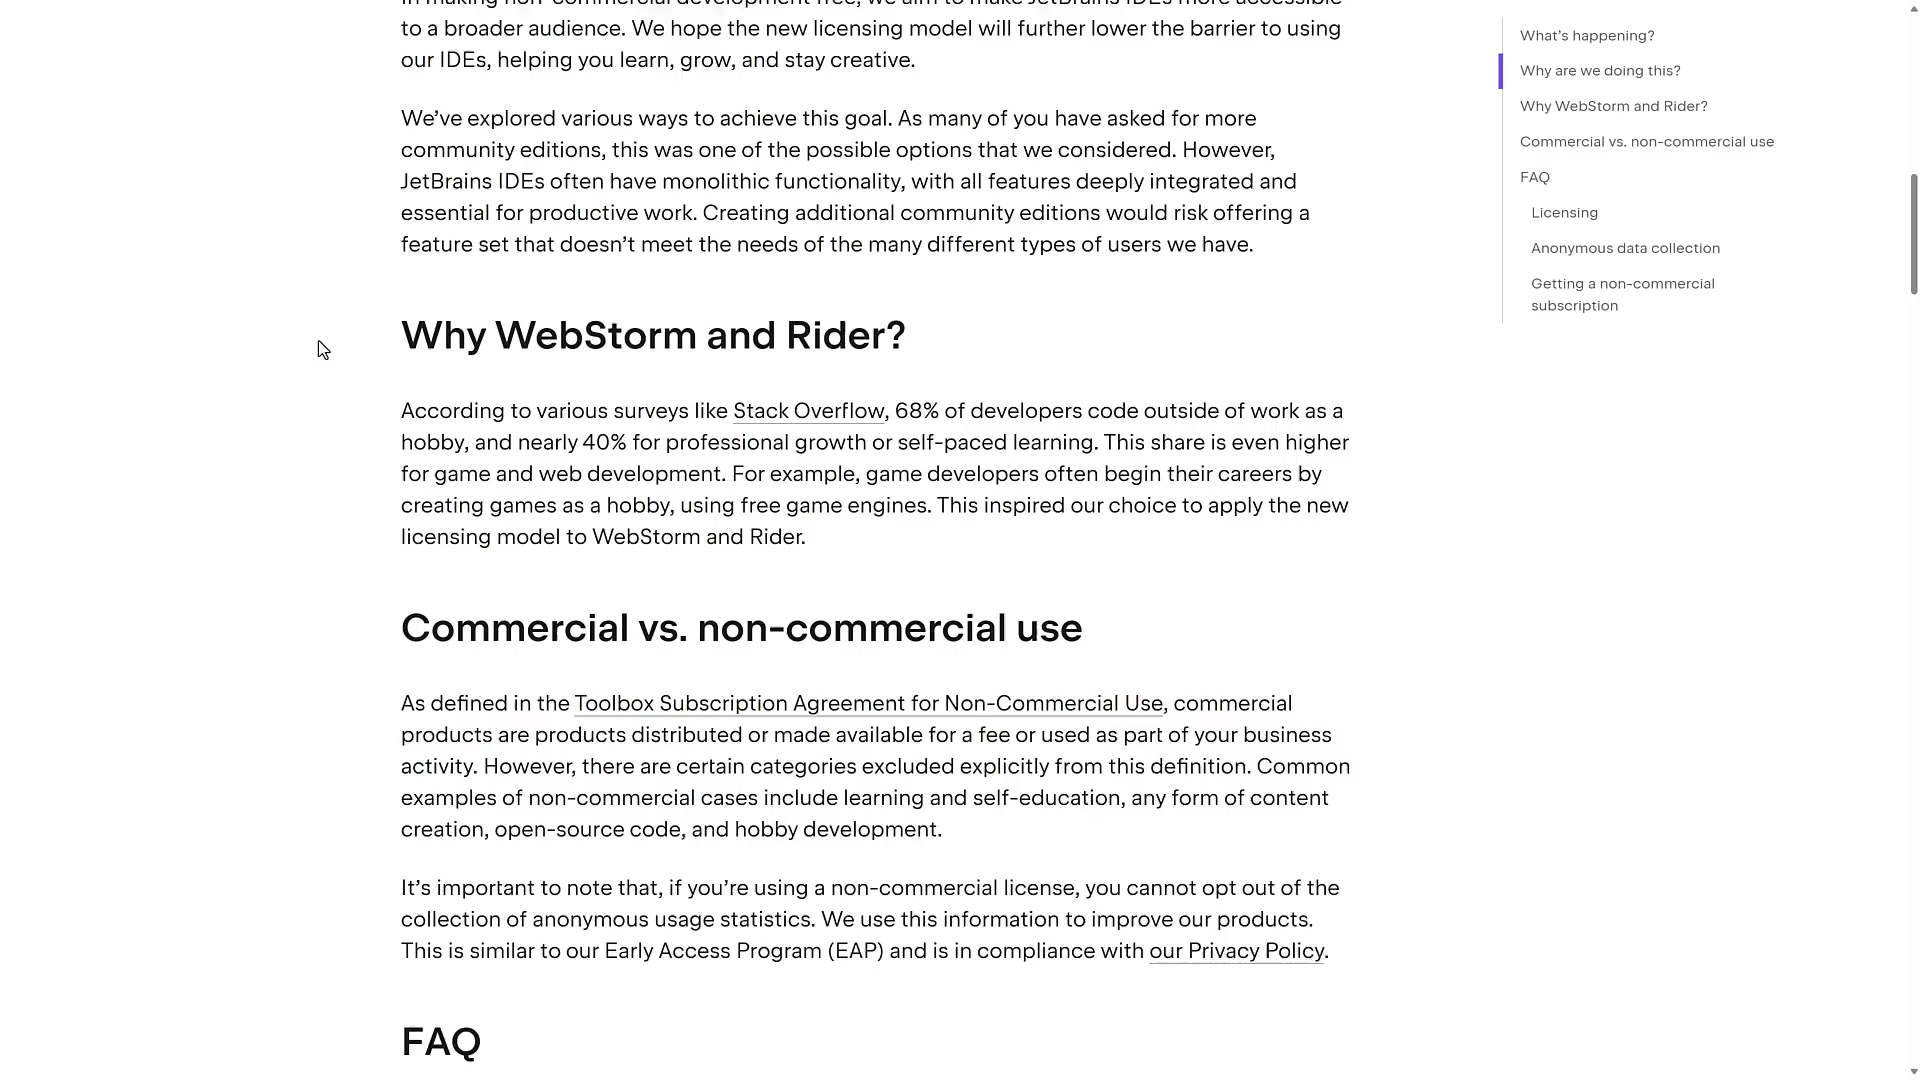 In making non-commercial development free, we aim to make JetBrains IDEs more accessible
to a broader audience. We hope the new licensing model will further lower the barrier to using
our IDEs, helping you learn, grow, and stay creative.
We’ve explored various ways to achieve this goal. As many of you have asked for more
community editions, this was one of the possible options that we considered. However,
JetBrains IDEs often have monolithic functionality, with all features deeply integrated and
essential for productive work. Creating additional community editions would risk offering a
feature set that doesn’t meet the needs of the many different types of users we have.
Why WebStorm and Rider?
According to various surveys like Stack Overflow, 68% of developers code outside of work as a
hobby, and nearly 40% for professional growth or self-paced learning. This share is even higher
for game and web development. For example, game developers often begin their careers by
creating games as a hobby, using free game engines. This inspired our choice to apply the new
licensing model to WebStorm and Rider.
Commercial vs. non-commercial use
As defined in the Toolbox Subscription Agreement for Non-Commercial Use, commercial
products are products distributed or made available for a fee or used as part of your business
activity. However, there are certain categories excluded explicitly from this definition. Common
examples of non-commercial cases include learning and self-education, any form of content
creation, open-source code, and hobby development.
It’s important to note that, if you’re using a non-commercial license, you cannot opt out of the
collection of anonymous usage statistics. We use this information to improve our products.
This is similar to our Early Access Program (EAP) and is in compliance with our Privacy Policy.
FAQ
What’s happening?
Why are we doing this?
Why WebStorm and Rider?
Commercial vs. non-commercial use
FAQ
Licensing
Anonymous data collection
Getting a non-commercial
subscription